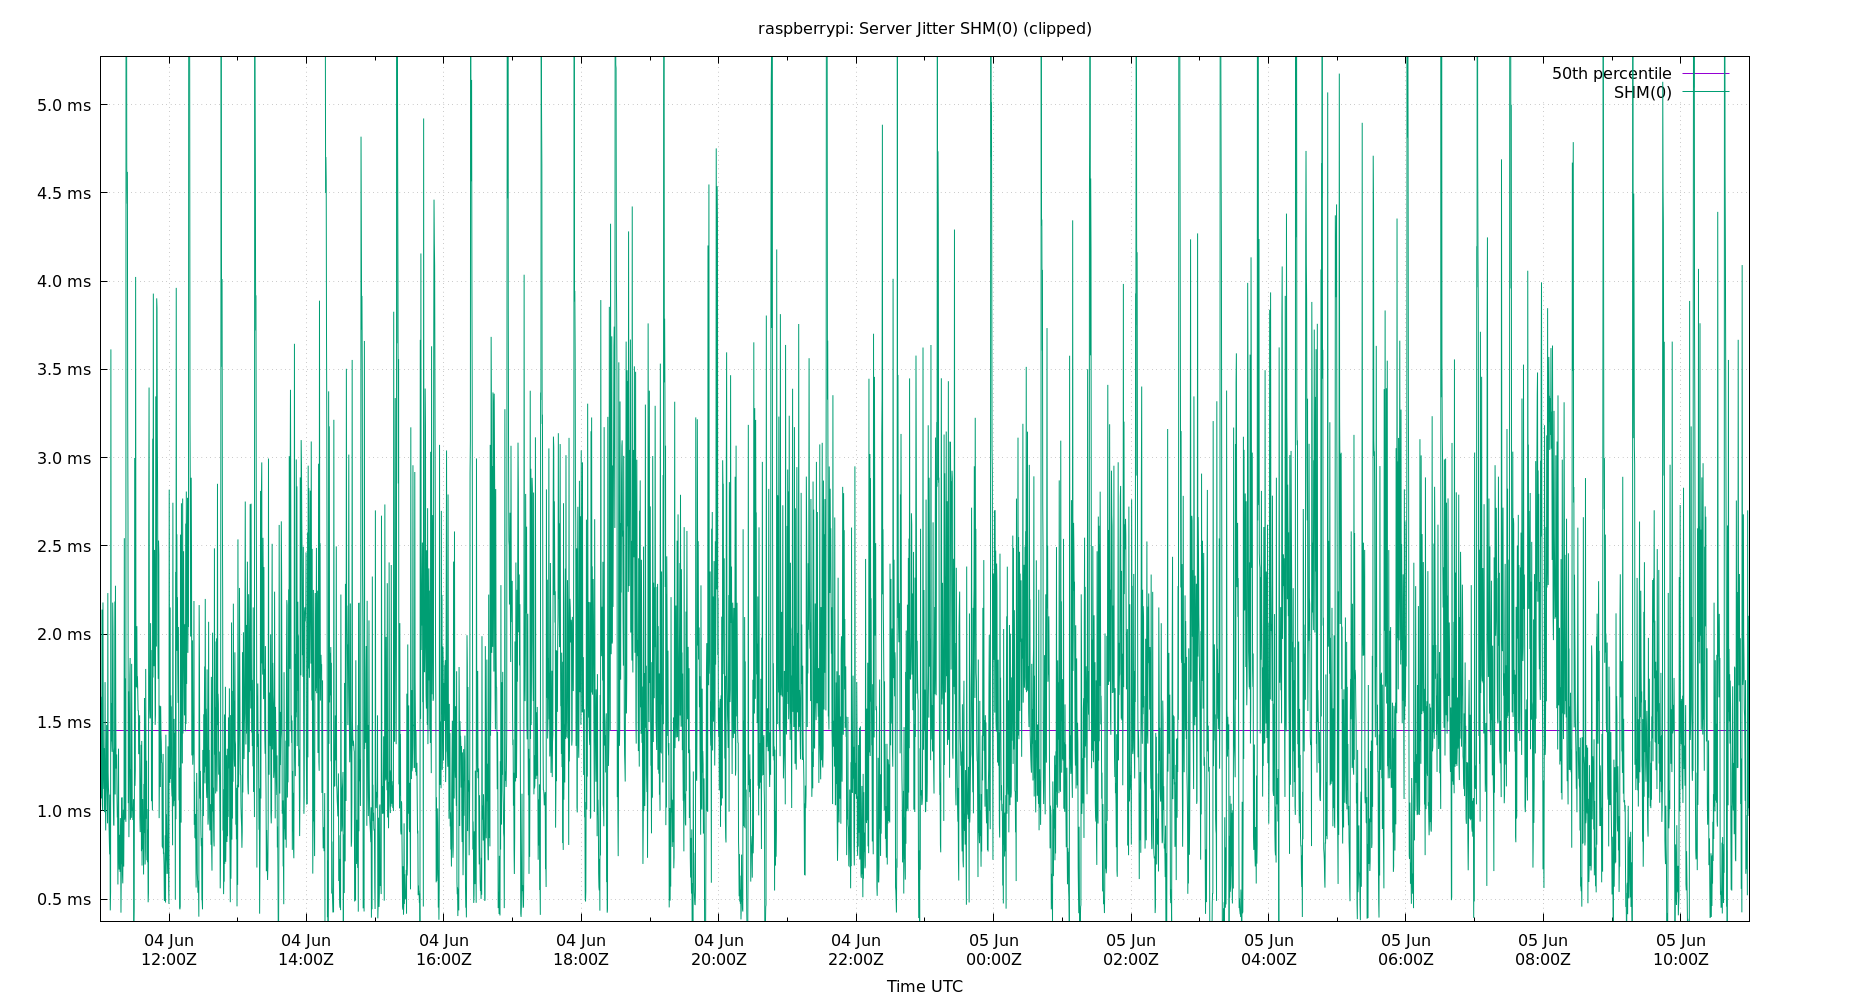 raspberrypi: Server Jitter SHM(0) (clipped)
50th percentile
SHM(0)
5.0 ms
4.5 ms
4.0 ms
3.5 ms
3.0 ms
2.5 ms
2.0 ms
1.5 ms
1.0 ms
0.5 ms
04 Jun 04 Jun 04 Jun 04 Jun 04 Jun 04 Jun 05 Jun 05 Jun 05 Jun 05 Jun 05 Jun 05 Jun
12:00Z 14:00Z 16:00Z 18:00Z 20:00Z 22:00Z 00:00Z 02:00Z 04:00Z 06:00Z 08:00Z 10:00Z
Time UTC